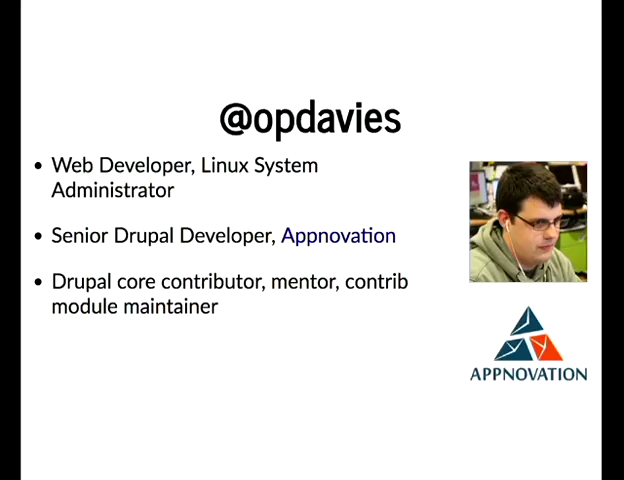 @opdavies
• Web Developer, Linux System
Administrator
• Senior Drupal Developer, Appnovation
• Drupal core contributor, mentor, contrib
module maintainer
APPNOVATION